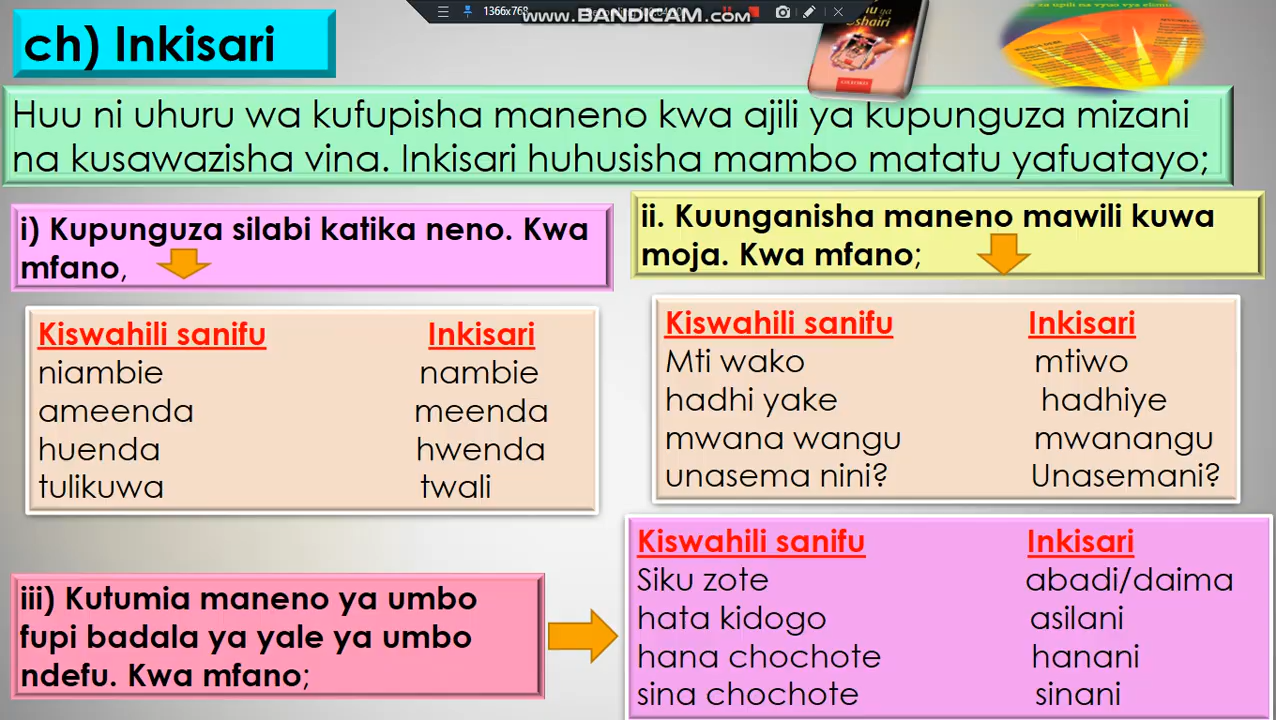 1366x768
www.BANDICAM.com
ch) Inkisari
Huu ni uhuru wa kufupisha maneno kwa ajili ya kupunguza mizani
na kusawazisha vina. Inkisari huhusisha mambo matatu yafuatayo;
i) Kupunguza silabi katika neno. Kwa
mfano,
Kiswahili sanifu Inkisari
niambie nambie
ameenda meenda
huenda hwenda
tulikuwa twali
ii. Kuunganisha maneno mawili kuwa
moja. Kwa mfano;
Kiswahili sanifu Inkisari
Mti wako mtiwo
hadhi yake hadhiye
mwana wangu mwanangu
unasema nini? Unasemani?
iii) Kutumia maneno ya umbo
fupi badala ya yale ya umbo
ndefu. Kwa mfano;
Kiswahili sanifu Inkisari
Siku zote abadi/daima
hata kidogo asilani
hana chochote hanani
sina chochote sinani